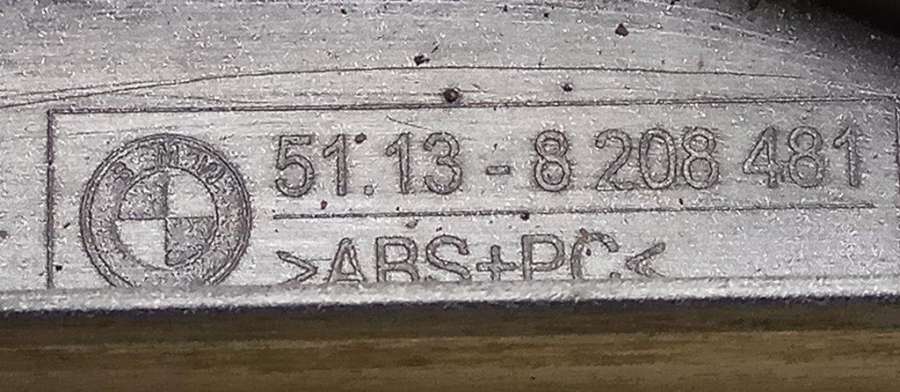 BMW
51.13 - 8 208 481
>ABS+PC<